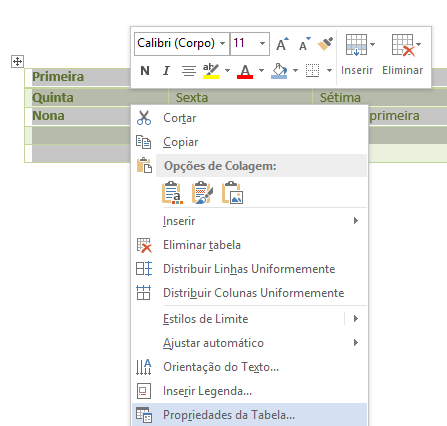 Calibri (Corpo) 11 A A
N I ab A Inserir Eliminar
Primeira
Quinta Sexta Sétima
Nona primeira
Cortar
Copiar
Opções de Colagem:
a
Inserir
Eliminar tabela
Distribuir Linhas Uniformemente
Distribuir Colunas Uniformemente
Estilos de Limite
Ajustar automático
Orientação do Texto...
Inserir Legenda...
Propriedades da Tabela...